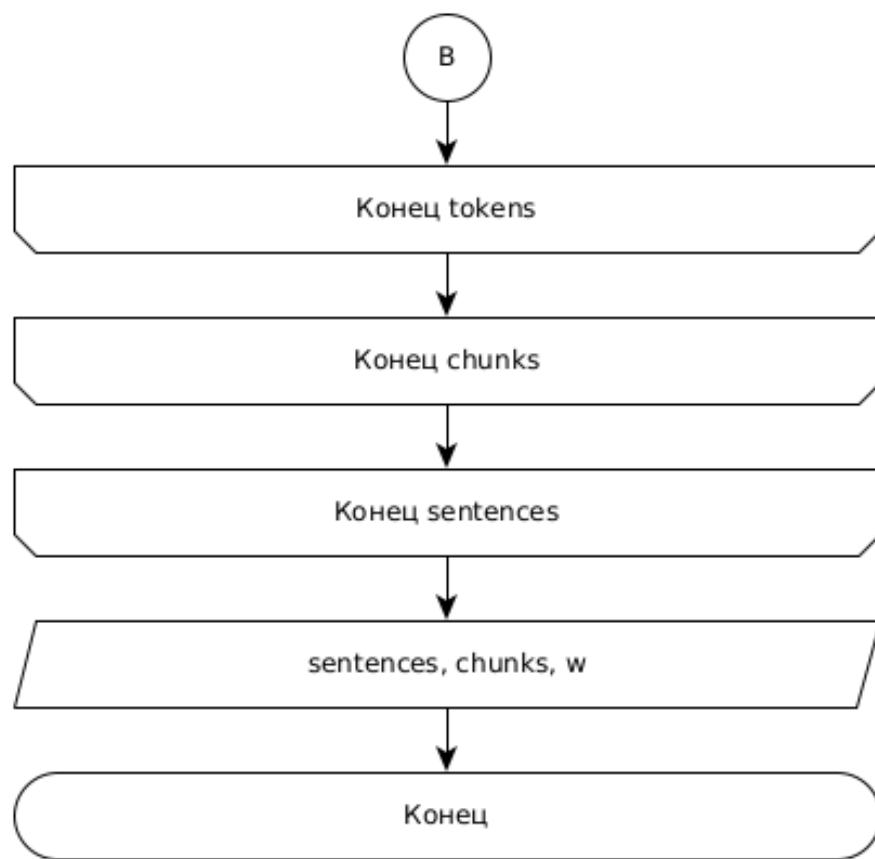 B
Конец tokens
Конец chunks
Конец sentences
sentences, chunks, w
Конец